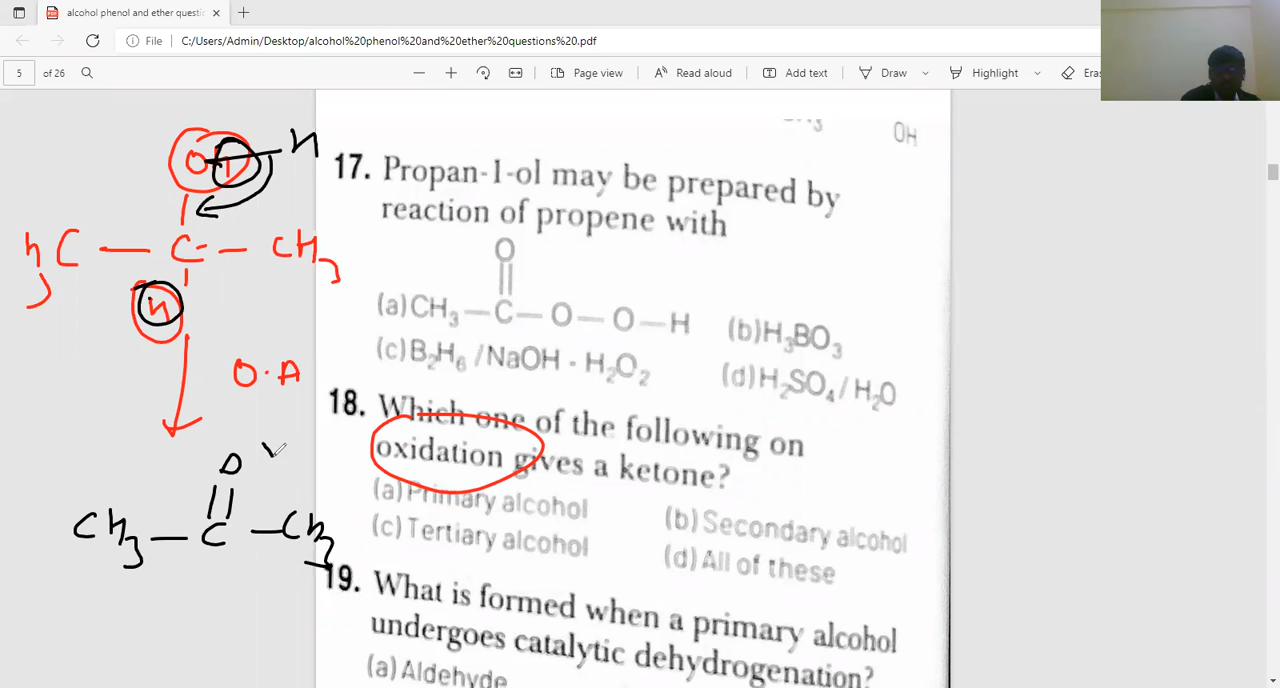 alcohol phenol and ether questi
File
C:/Users/Admin/Desktop/alcohol%20phenol%20and%20ether%20questions%20.pdf
5 of 26
Page view
Read aloud
Add text
Draw
Highlight
OH
17. Propan-1-ol may be prepared by
reaction of propene with
O
(a) CH3—C—O—O—H (b) H3BO3
(c) B2H6/NaOH - H2O2 (d) H2SO4/H2O
18. Which one of the following on
oxidation gives a ketone?
(a) Primary alcohol (b) Secondary alcohol
(c) Tertiary alcohol (d) All of these
19. What is formed when a primary alcohol
undergoes catalytic dehydrogenation?
(a) Aldehyde
OH H
H3C — C — CH3
H
O·A
O
CH3 — C — CH3